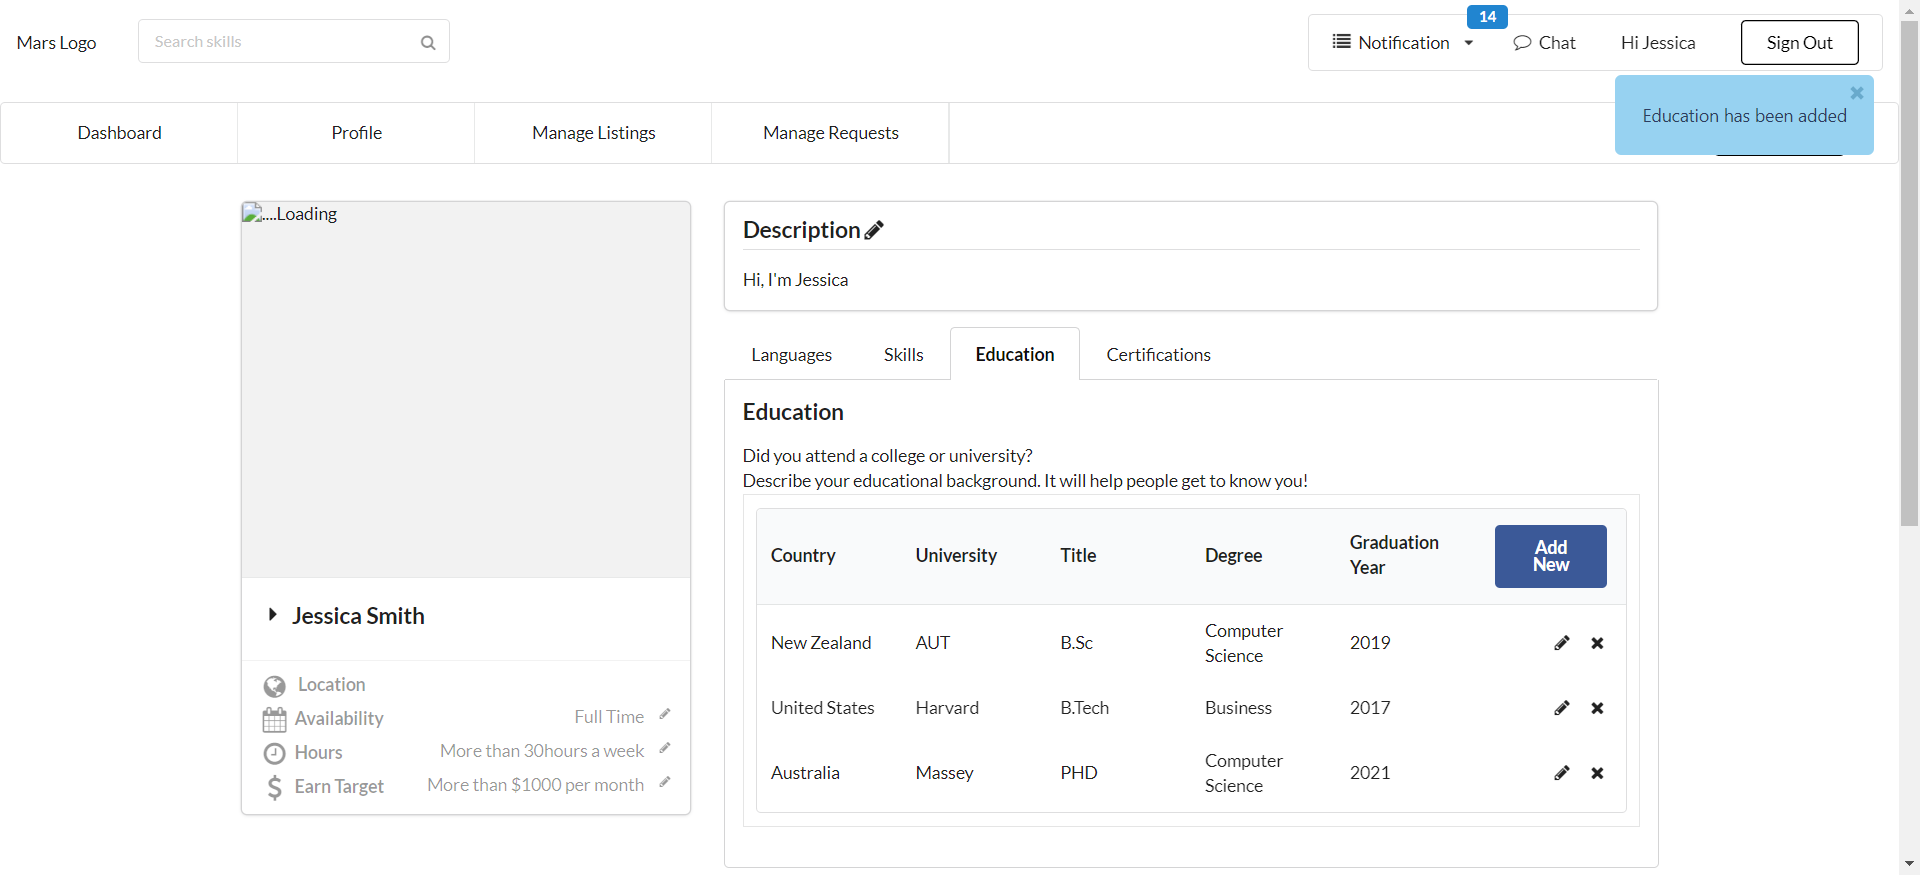 Mars Logo
Search skills
Notification
14
Chat
Hi Jessica
Sign Out
Education has been added
Dashboard
Profile
Manage Listings
Manage Requests
....Loading
Jessica Smith
Location
Availability
Full Time
Hours
More than 30hours a week
Earn Target
More than $1000 per month
Description
Hi, I'm Jessica
Languages
Skills
Education
Certifications
Education
Did you attend a college or university?
Describe your educational background. It will help people get to know you!
Country University Title Degree Graduation Year
Add New
New Zealand AUT B.Sc Computer Science 2019
United States Harvard B.Tech Business 2017
Australia Massey PHD Computer Science 2021